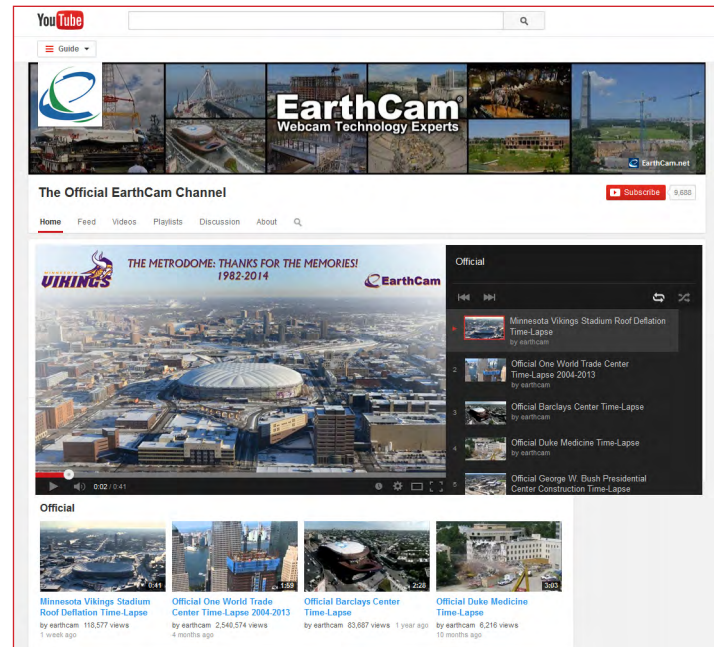 YouTube
Guide
EarthCam
Webcam Technology Experts
EarthCam.net
The Official EarthCam Channel
Subscribe 9,688
Home Feed Videos Playlists Discussion About
MINNESOTA
VIKINGS
THE METRODOME: THANKS FOR THE MEMORIES!
1982-2014
EarthCam
0:02 / 0:41
Official
Minnesota Vikings Stadium Roof Deflation
Time-Lapse
by earthcam
2
Official One World Trade Center
Time-Lapse 2004-2013
by earthcam
3
Official Barclays Center Time-Lapse
by earthcam
4
Official Duke Medicine Time-Lapse
by earthcam
5
Official George W. Bush Presidential
Center Construction Time-Lapse
Official
0:41
1:59
2:28
3:03
Minnesota Vikings Stadium
Roof Deflation Time-Lapse
by earthcam 118,577 views
1 week ago
Official One World Trade
Center Time-Lapse 2004-2013
by earthcam 2,540,574 views
4 months ago
Official Barclays Center
Time-Lapse
by earthcam 83,687 views 1 year ago
Official Duke Medicine
Time-Lapse
by earthcam 6,216 views
10 months ago